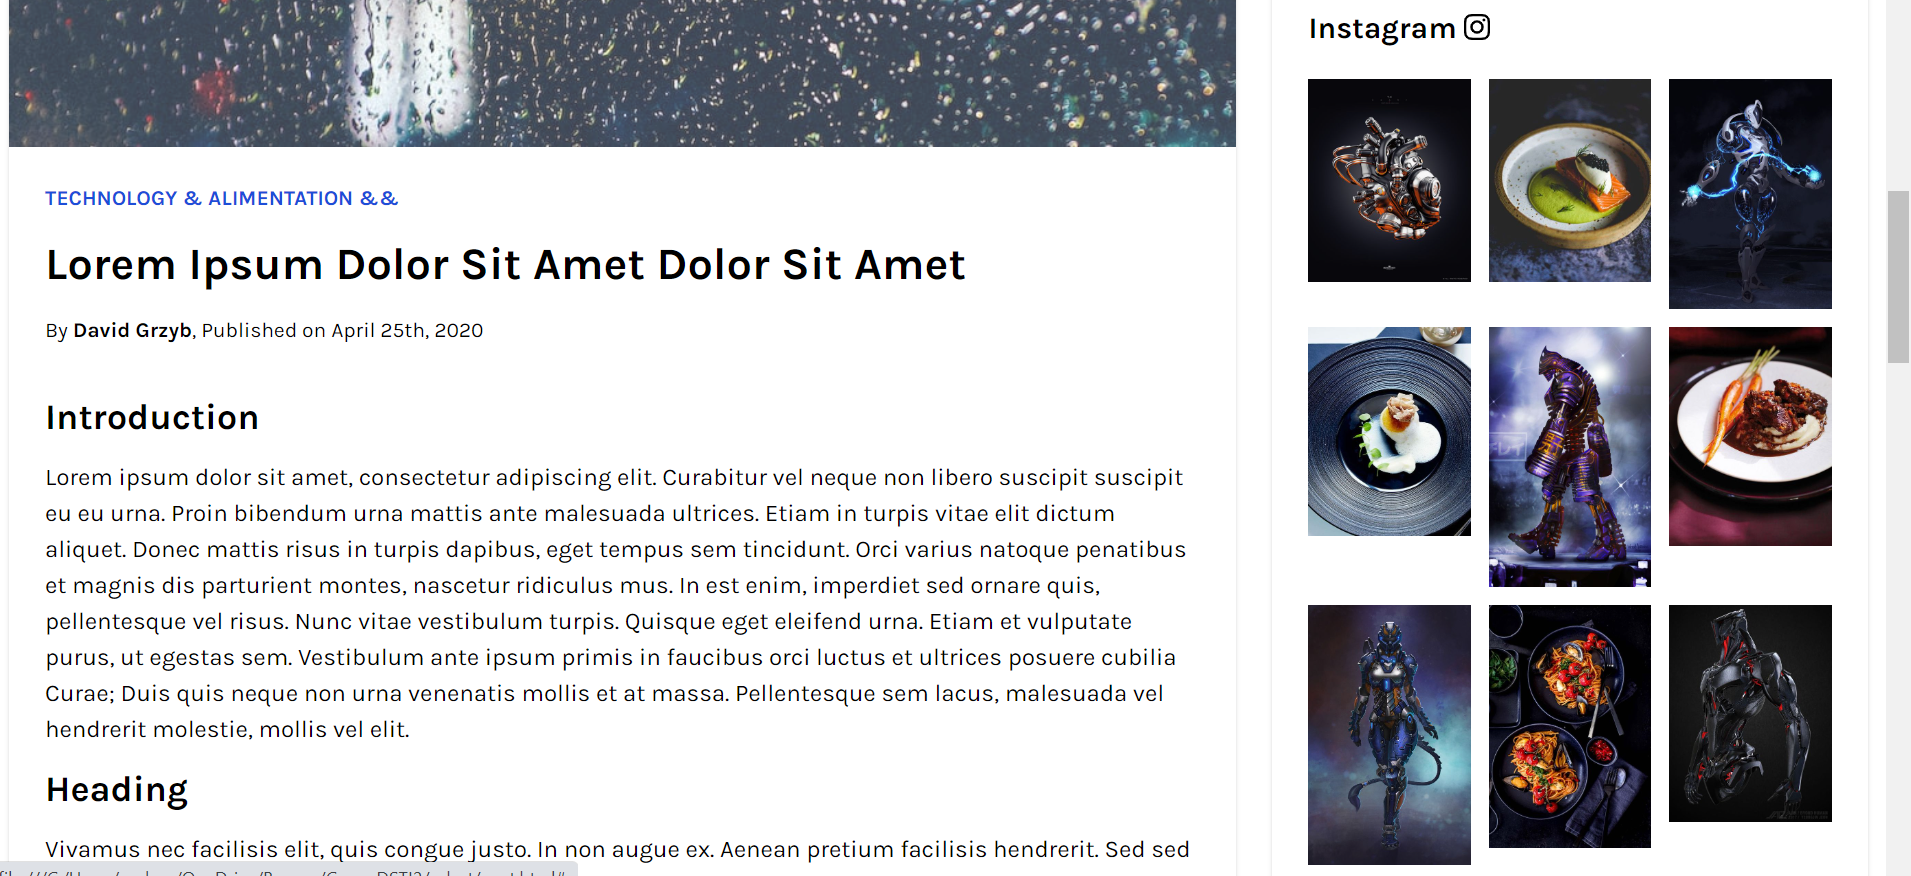 TECHNOLOGY & ALIMENTATION &&
Lorem Ipsum Dolor Sit Amet Dolor Sit Amet
By David Grzyb, Published on April 25th, 2020
Introduction
Lorem ipsum dolor sit amet, consectetur adipiscing elit. Curabitur vel neque non libero suscipit suscipit
eu eu urna. Proin bibendum urna mattis ante malesuada ultrices. Etiam in turpis vitae elit dictum
aliquet. Donec mattis risus in turpis dapibus, eget tempus sem tincidunt. Orci varius natoque penatibus
et magnis dis parturient montes, nascetur ridiculus mus. In est enim, imperdiet sed ornare quis,
pellentesque vel risus. Nunc vitae vestibulum turpis. Quisque eget eleifend urna. Etiam et vulputate
purus, ut egestas sem. Vestibulum ante ipsum primis in faucibus orci luctus et ultrices posuere cubilia
Curae; Duis quis neque non urna venenatis mollis et at massa. Pellentesque sem lacus, malesuada vel
hendrerit molestie, mollis vel elit.
Heading
Vivamus nec facilisis elit, quis congue justo. In non augue ex. Aenean pretium facilisis hendrerit. Sed sed
Instagram